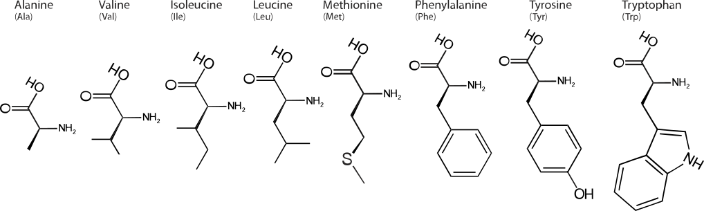 Alanine
(Ala)
Valine
(Val)
Isoleucine
(Ile)
Leucine
(Leu)
Methionine
(Met)
Phenylalanine
(Phe)
Tyrosine
(Tyr)
Tryptophan
(Trp)
HO
O
NH₂
HO
O
NH₂
HO
O
NH₂
HO
O
NH₂
HO
O
NH₂
S
HO
O
NH₂
HO
O
NH₂
OH
HO
O
NH₂
NH